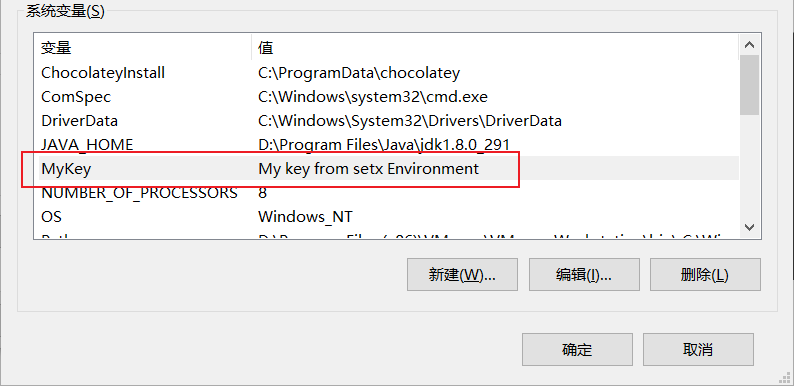 系统变量(S)
变量 值
ChocolateyInstall C:\ProgramData\chocolatey
ComSpec C:\Windows\system32\cmd.exe
DriverData C:\Windows\System32\Drivers\DriverData
JAVA_HOME D:\Program Files\Java\jdk1.8.0_291
MyKey My key from setx Environment
NUMBER_OF_PROCESSORS 8
OS Windows_NT
新建(W)... 编辑(I)... 删除(L)
确定 取消